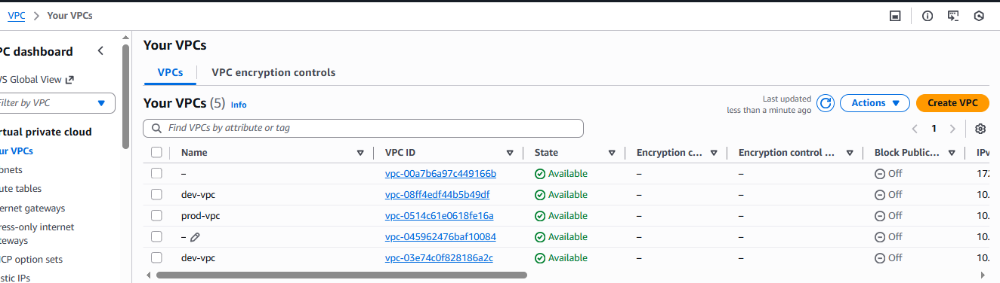 VPC > Your VPCs
PC dashboard
Your VPCs
VS Global View
VPCs
VPC encryption controls
Filter by VPC
Your VPCs (5) Info
Last updated
less than a minute ago
Actions
Create VPC
Find VPCs by attribute or tag
1
rtual private cloud
ur VPCs
bnets
ute tables
ernet gateways
ress-only internet
teways
CP option sets
stic IPs
Name VPC ID State Encryption c... Encryption control ... Block Public... IPv
– vpc-00a7b6a97c449166b Available – – Off 172
dev-vpc vpc-08ff4edf44b5b49df Available – – Off 10.
prod-vpc vpc-0514c61e0618fe16a Available – – Off 10.
– vpc-045962476baf10084 Available – – Off 10.
dev-vpc vpc-03e74c0f828186a2c Available – – Off 10.